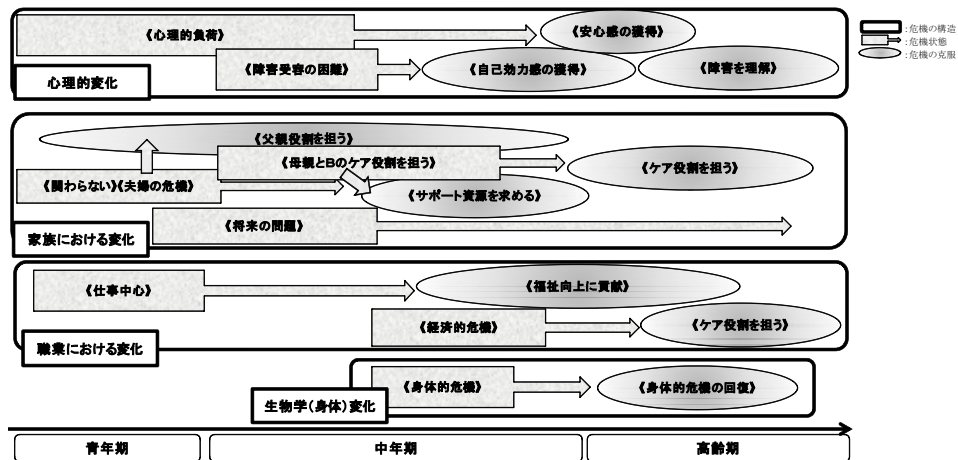 《心理的負荷》
《安心感の獲得》
《障害受容の困難》
《自己効力感の獲得》
《障害を理解》
心理的変化
：危機の構造
：危機状態
：危機の克服
《父親役割を担う》
《母親とBのケア役割を担う》
《ケア役割を担う》
《関わらない》《夫婦の危機》
《サポート資源を求める》
《将来の問題》
家族における変化
《仕事中心》
《福祉向上に貢献》
《経済的危機》
《ケア役割を担う》
職業における変化
《身体的危機》
《身体的危機の回復》
生物学（身体）変化
青年期
中年期
高齢期